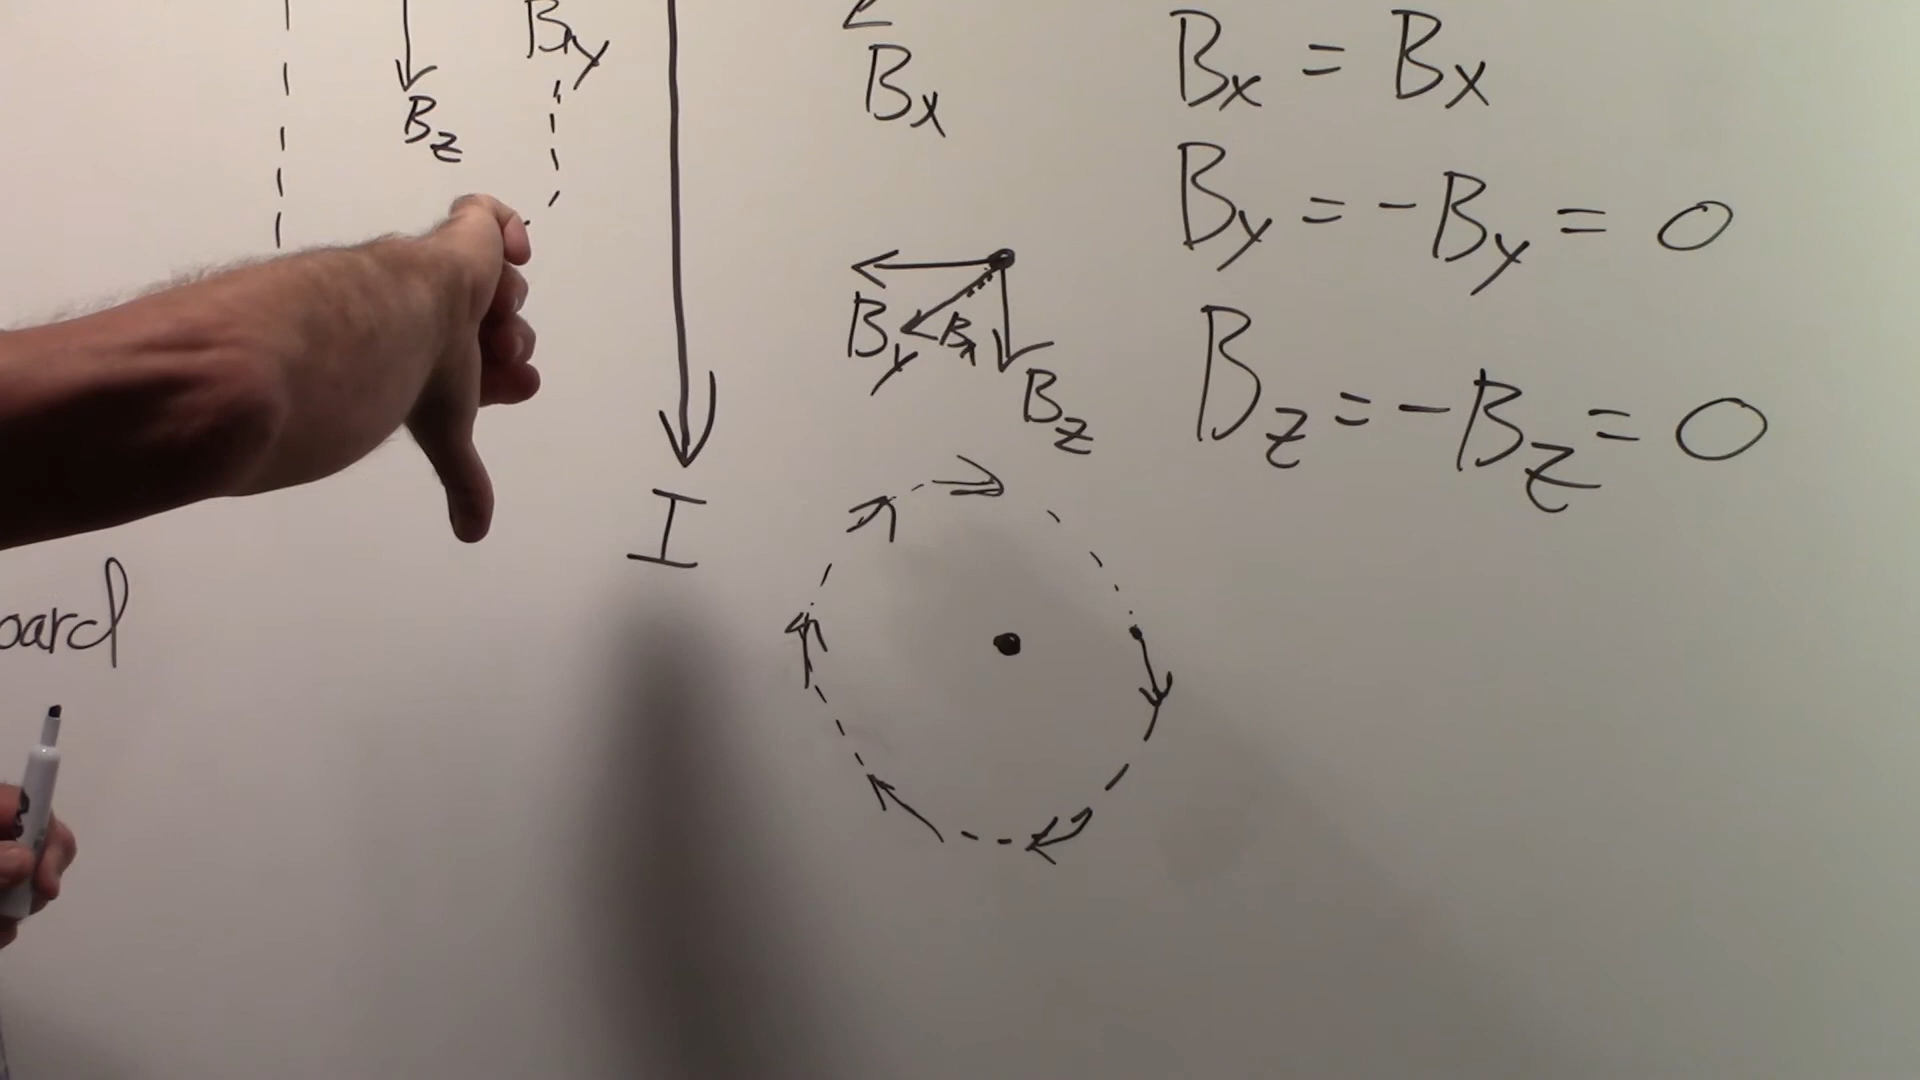 By
Bx
Bz
Bx = Bx
By = -By = 0
By
Bx
Bz
Bz = -Bz = 0
I
oard